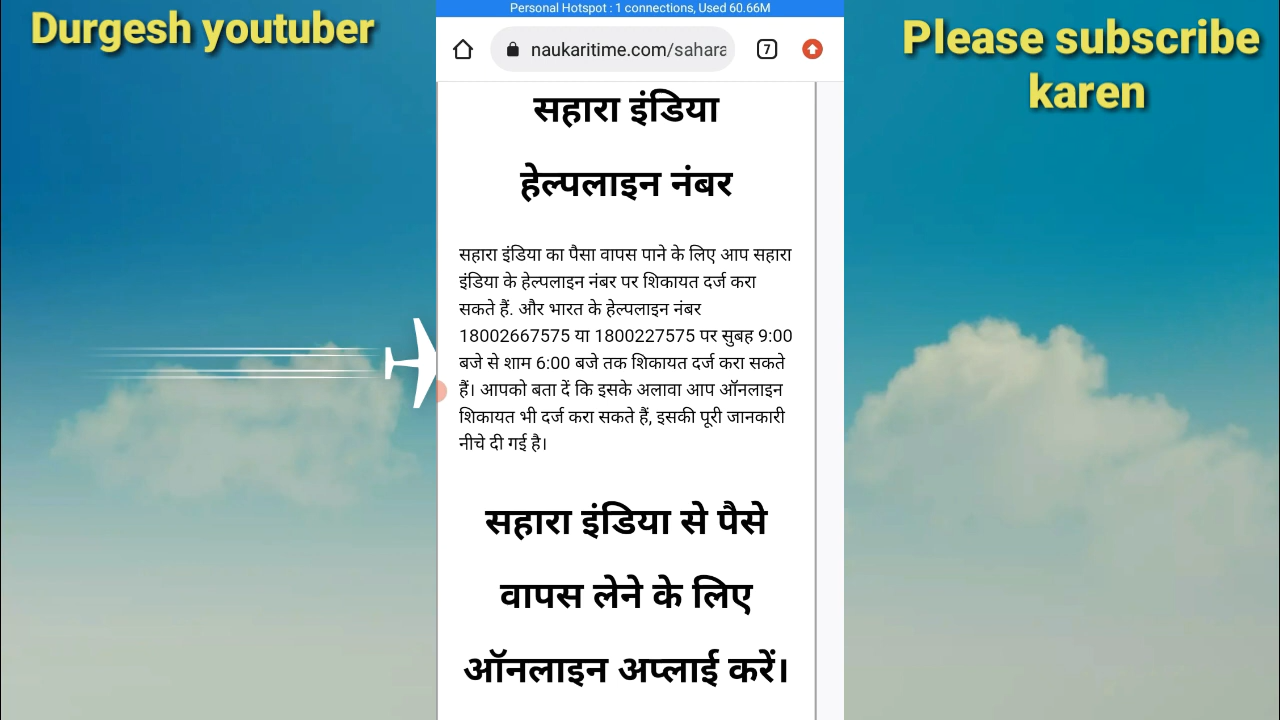 Durgesh youtuber
Please subscribe
karen
Personal Hotspot : 1 connections, Used 60.66M
7
naukaritime.com/sahara
सहारा इंडिया
हेल्पलाइन नंबर
सहारा इंडिया का पैसा वापस पाने के लिए आप सहारा
इंडिया के हेल्पलाइन नंबर पर शिकायत दर्ज करा
सकते हैं. और भारत के हेल्पलाइन नंबर
18002667575 या 1800227575 पर सुबह 9:00
बजे से शाम 6:00 बजे तक शिकायत दर्ज करा सकते
हैं। आपको बता दें कि इसके अलावा आप ऑनलाइन
शिकायत भी दर्ज करा सकते हैं, इसकी पूरी जानकारी
नीचे दी गई है।
सहारा इंडिया से पैसे
वापस लेने के लिए
ऑनलाइन अप्लाई करें।